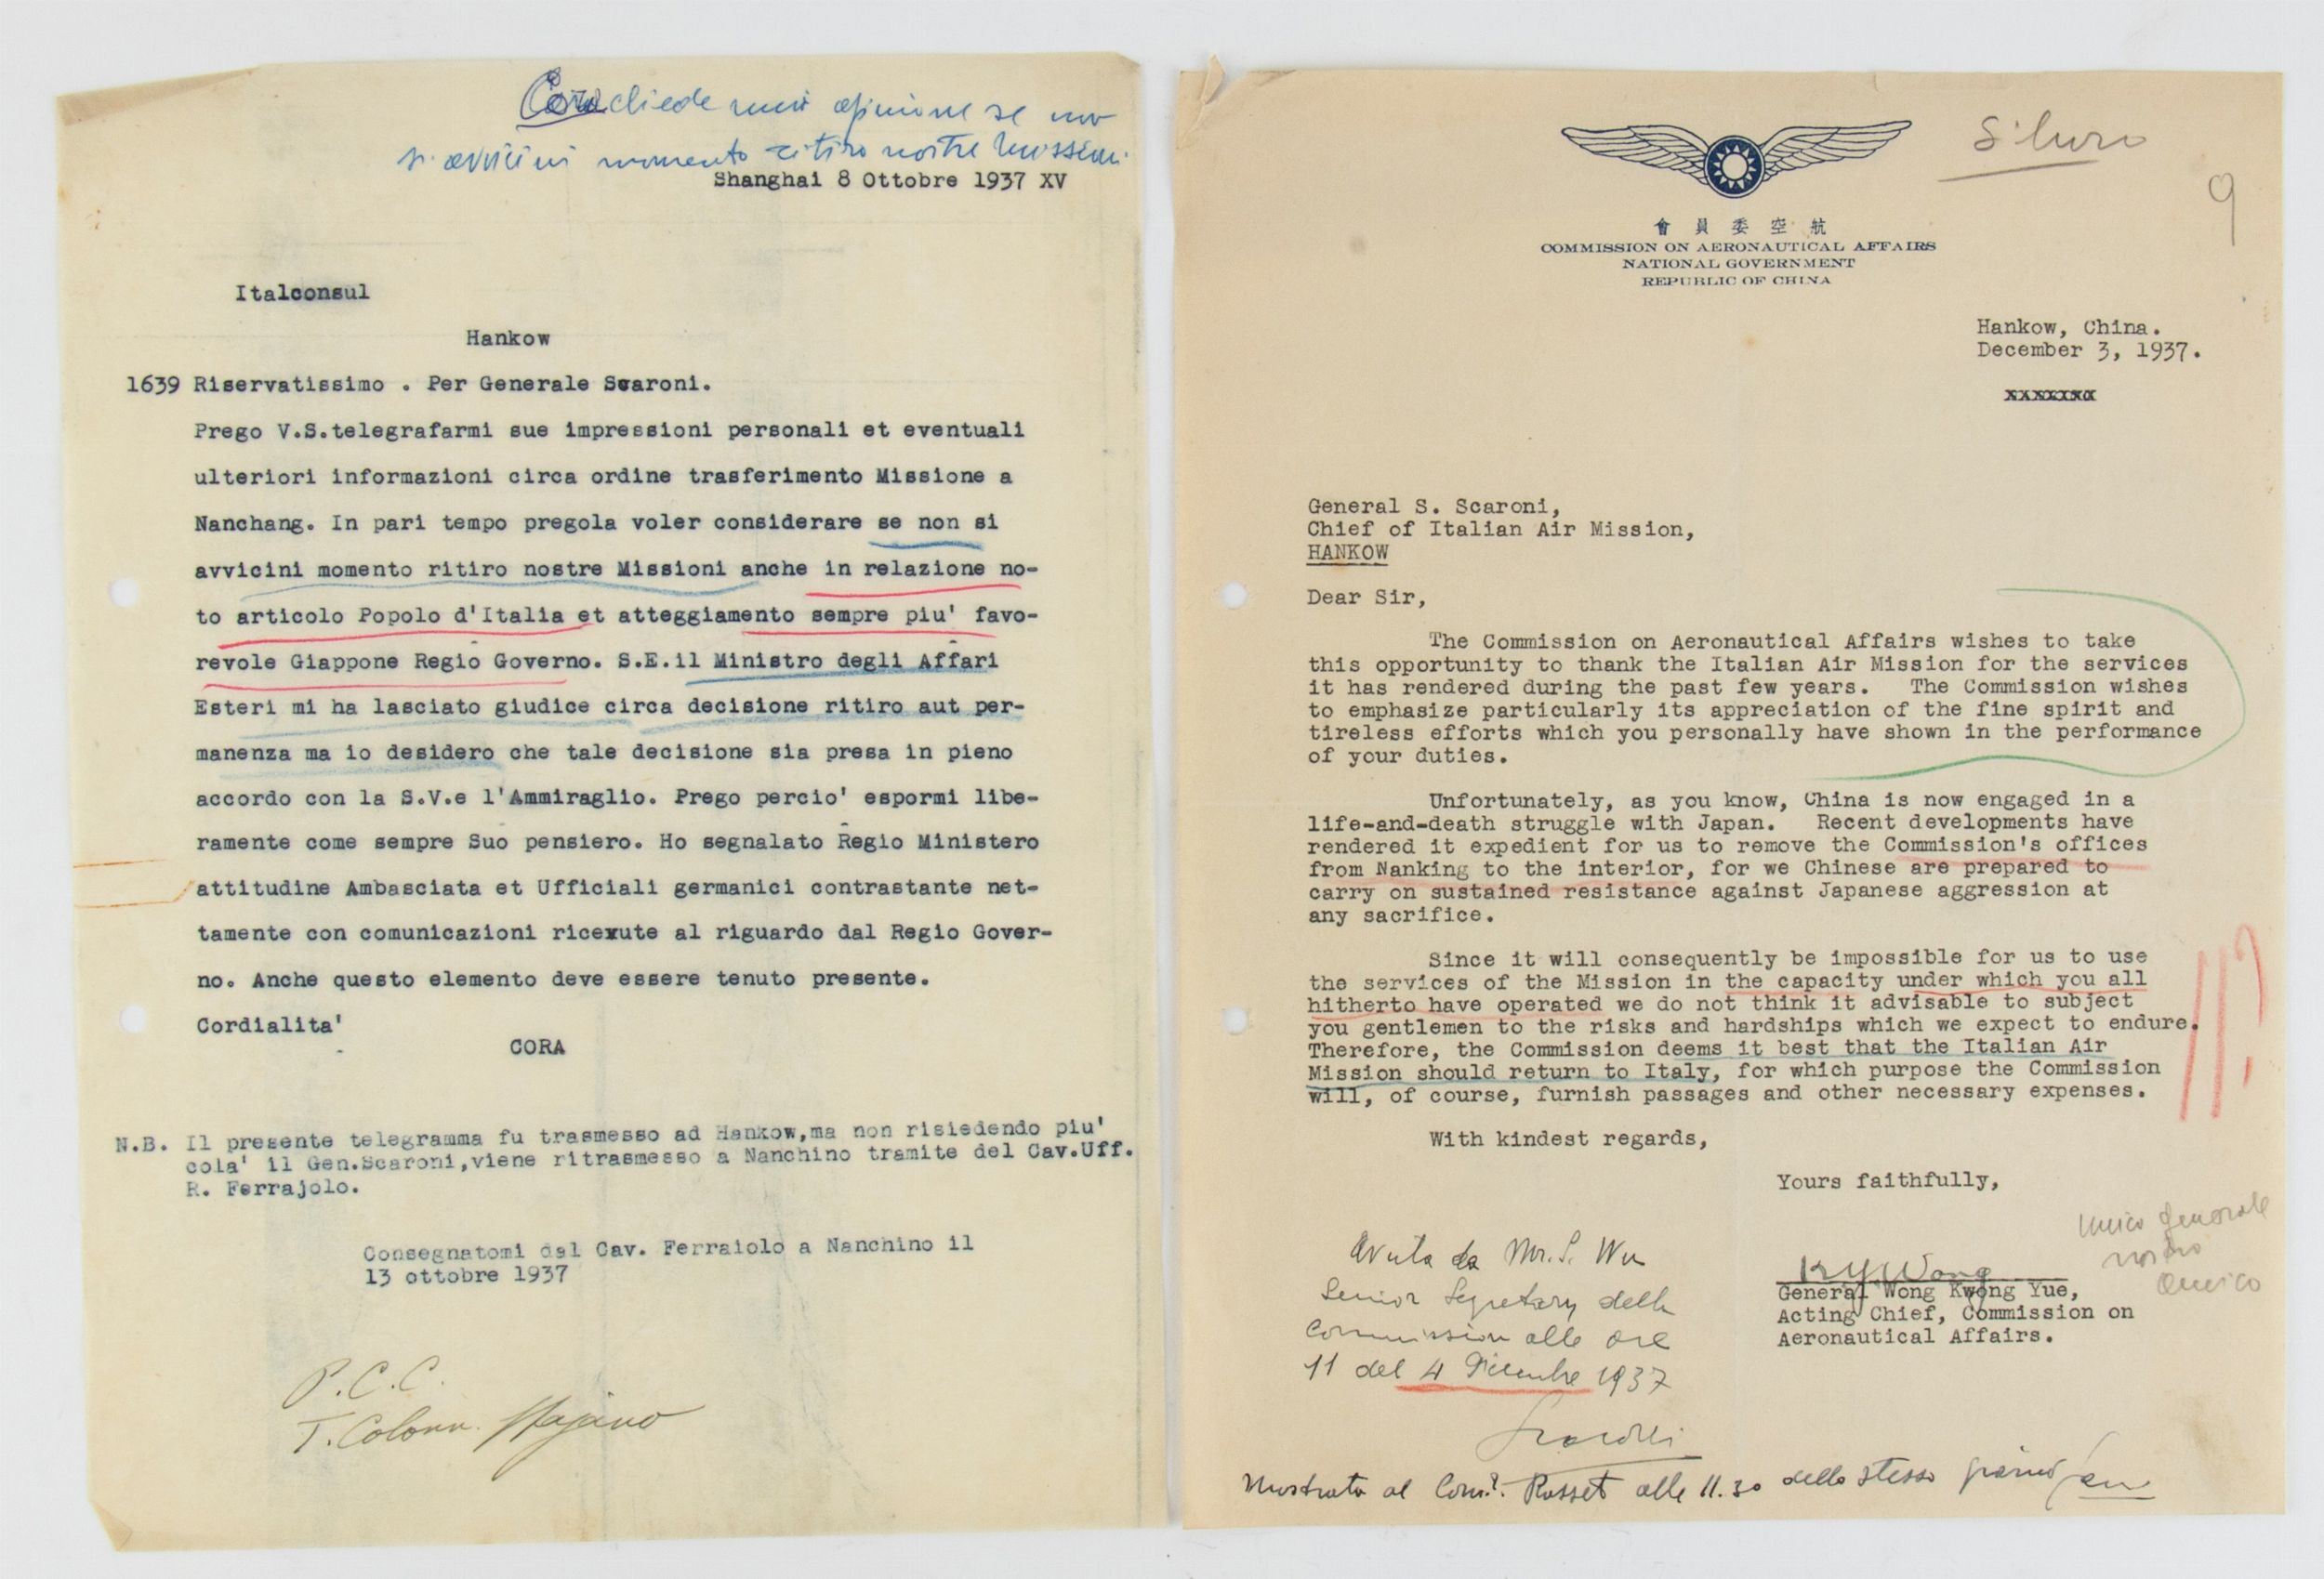 Cora chiede mia opinione se non
si avvicini momento ritiro nostre Missioni
Shanghai 8 Ottobre 1937 XV
Italconsul
Hankow
1639 Riservatissimo . Per Generale Scaroni.
Prego V.S.telegrafarmi sue impressioni personali et eventuali
ulteriori informazioni circa ordine trasferimento Missione a
Nanchang. In pari tempo pregola voler considerare se non si
avvicini momento ritiro nostre Missioni anche in relazione no-
to articolo Popolo d'Italia et atteggiamento sempre piu' favo-
revole Giappone Regio Governo. S.E.il Ministro degli Affari
Esteri mi ha lasciato giudice circa decisione ritiro aut per-
manenza ma io desidero che tale decisione sia presa in pieno
accordo con la S.V.e l'Ammiraglio. Prego percio' espormi libe-
ramente come sempre Suo pensiero. Ho segnalato Regio Ministero
attitudine Ambasciata et Ufficiali germanici contrastante net-
tamente con comunicazioni ricexute al riguardo dal Regio Gover-
no. Anche questo elemento deve essere tenuto presente.
Cordialita'
CORA
N.B. Il presente telegramma fu trasmesso ad Hankow,ma non risiedendo piu'
cola' il Gen.Scaroni,viene ritrasmesso a Nanchino tramite del Cav.Uff.
R. Ferrajolo.
Consegnatomi dal Cav. Ferraiolo a Nanchino il
13 ottobre 1937
P.C.C.
T. Colonn.
9
會員委空航
COMMISSION ON AERONAUTICAL AFFAIRS
NATIONAL GOVERNMENT
REPUBLIC OF CHINA
Hankow, China.
December 3, 1937.
General S. Scaroni,
Chief of Italian Air Mission,
HANKOW
Dear Sir,
The Commission on Aeronautical Affairs wishes to take
this opportunity to thank the Italian Air Mission for the services
it has rendered during the past few years. The Commission wishes
to emphasize particularly its appreciation of the fine spirit and
tireless efforts which you personally have shown in the performance
of your duties.
Unfortunately, as you know, China is now engaged in a
life-and-death struggle with Japan. Recent developments have
rendered it expedient for us to remove the Commission's offices
from Nanking to the interior, for we Chinese are prepared to
carry on sustained resistance against Japanese aggression at
any sacrifice.
Since it will consequently be impossible for us to use
the services of the Mission in the capacity under which you all
hitherto have operated we do not think it advisable to subject
you gentlemen to the risks and hardships which we expect to endure.
Therefore, the Commission deems it best that the Italian Air
Mission should return to Italy, for which purpose the Commission
will, of course, furnish passages and other necessary expenses.
With kindest regards,
Yours faithfully,
Unico generale
nostro
amico
KYWong
General Wong Kwong Yue,
Acting Chief, Commission on
Aeronautical Affairs.
Avuta da Mr. S. Wu
Senior Segretary della
Commission alle ore
11 del 4 Dicembre 1937
Scaroni
Mostrata al Com.te Rosset alle 11.30 dello stesso giorno